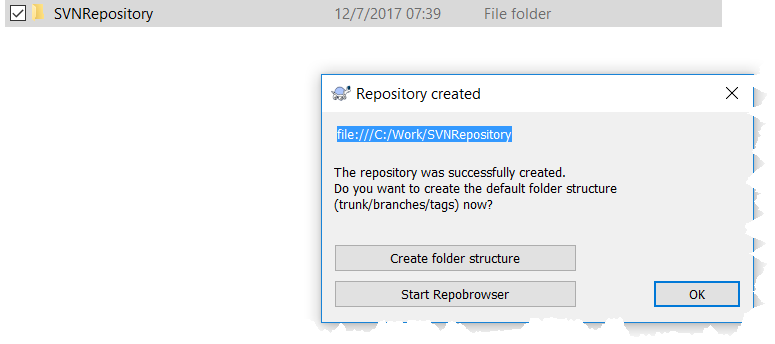 SVNRepository 12/7/2017 07:39 File folder
Repository created
file:///C:/Work/SVNRepository
The repository was successfully created.
Do you want to create the default folder structure
(trunk/branches/tags) now?
Create folder structure
Start Repobrowser
OK